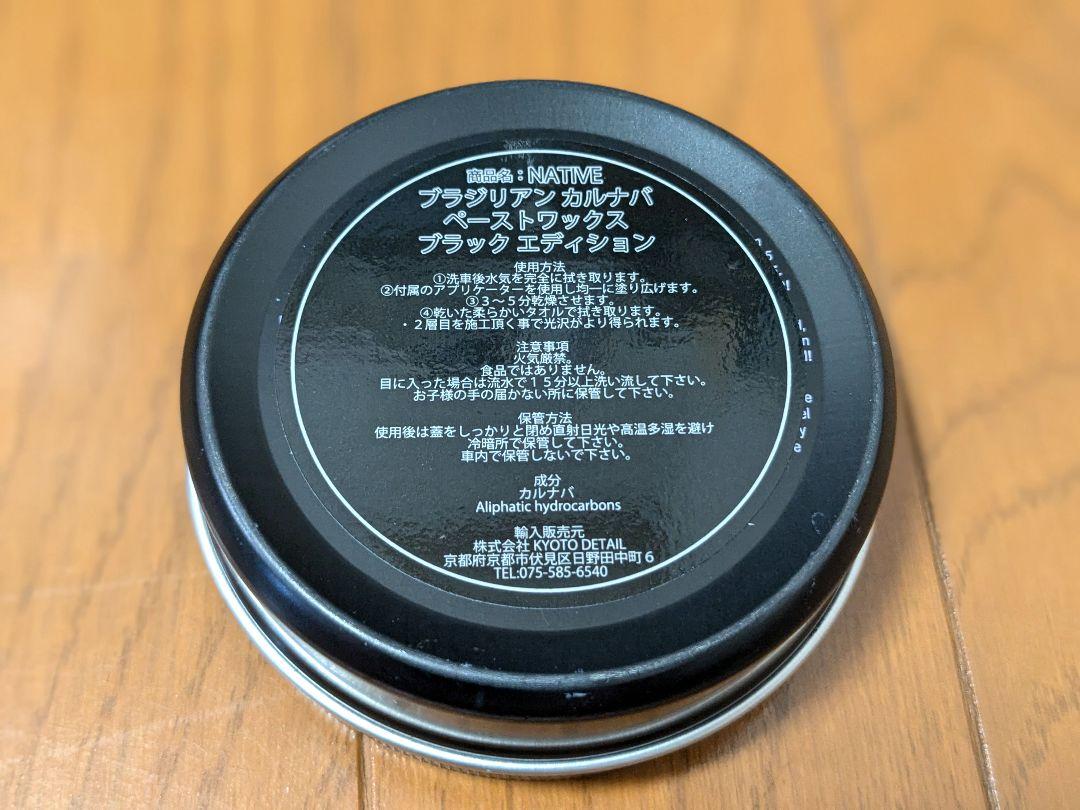 商品名：NATIVE
ブラジリアン カルナバ
ペーストワックス
ブラック エディション
使用方法
①洗車後水気を完全に拭き取ります。
②付属のアプリケーターを使用し均一に塗り広げます。
③３～５分乾燥させます。
④乾いた柔らかいタオルで拭き取ります。
・２層目を施工頂く事で光沢がより得られます。
注意事項
火気厳禁。
食品ではありません。
目に入った場合は流水で１５分以上洗い流して下さい。
お子様の手の届かない所に保管して下さい。
保管方法
使用後は蓋をしっかりと閉め直射日光や高温多湿を避け
冷暗所で保管して下さい。
車内で保管しないで下さい。
成分
カルナバ
Aliphatic hydrocarbons
輸入販売元
株式会社 KYOTO DETAIL
京都府京都市伏見区日野田中町６
TEL:075-585-6540